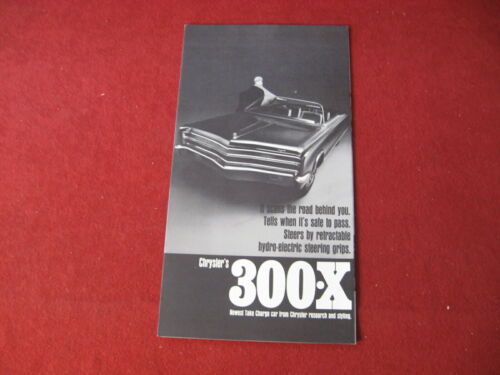 It scans the road behind you.
Tells when it's safe to pass.
Steers by retractable
hydro-electric steering grips.
Chrysler's
300·X
Newest Take Charge car from Chrysler research and styling.